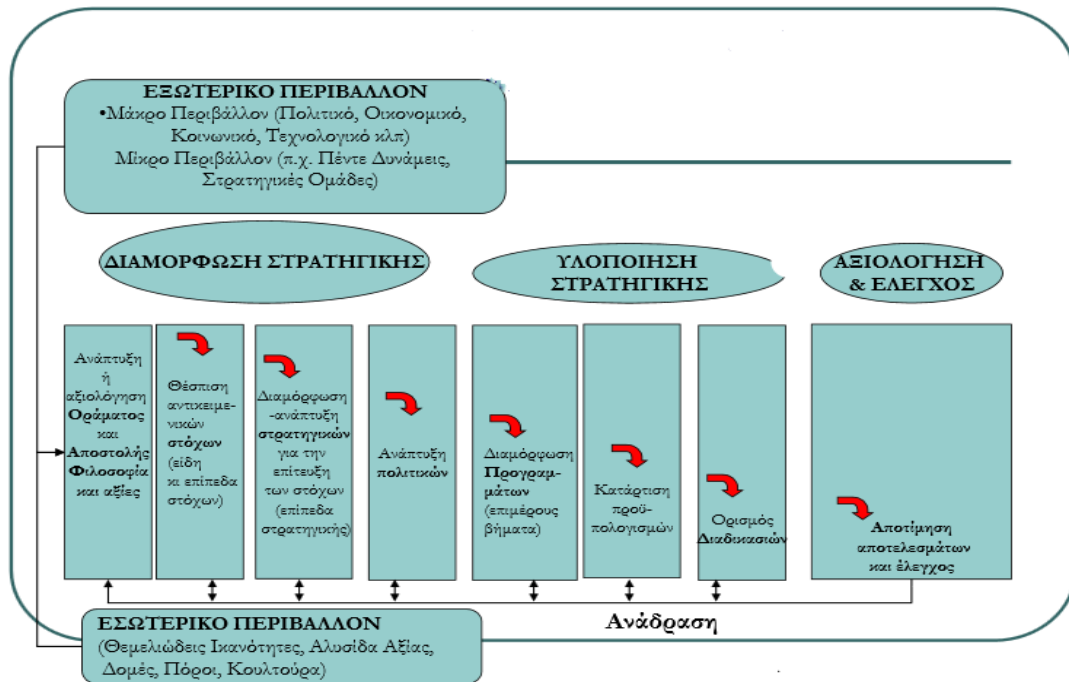 ΕΞΩΤΕΡΙΚΟ ΠΕΡΙΒΑΛΛΟΝ
•Μάκρο Περιβάλλον (Πολιτικό, Οικονομικό,
Κοινωνικό, Τεχνολογικό κλπ)
Μίκρο Περιβάλλον (π.χ. Πέντε Δυνάμεις,
Στρατηγικές Ομάδες)
ΔΙΑΜΟΡΦΩΣΗ ΣΤΡΑΤΗΓΙΚΗΣ
ΥΛΟΠΟΙΗΣΗ
ΣΤΡΑΤΗΓΙΚΗΣ
ΑΞΙΟΛΟΓΗΣΗ
& ΕΛΕΓΧΟΣ
Ανάπτυξη
ή
αξιολόγηση
Οράματος
και
Αποστολής
Φιλοσοφία
και αξίες
Θέσπιση
αντικειμε-
νικών
στόχων
(είδη
κι επίπεδα
στόχων)
Διαμόρφωση
-ανάπτυξη
στρατηγικών
για την
επίτευξη
των στόχων
(επίπεδα
στρατηγικής)
Ανάπτυξη
πολιτικών
Διαμόρφωση
Προγραμ-
μάτων
(επιμέρους
βήματα)
Κατάρτιση
προϋ-
πολογισμών
Ορισμός
Διαδικασιών
Αποτίμηση
αποτελεσμάτων
και έλεγχος
Ανάδραση
ΕΣΩΤΕΡΙΚΟ ΠΕΡΙΒΑΛΛΟΝ
(Θεμελιώδεις Ικανότητες, Αλυσίδα Αξίας,
Δομές, Πόροι, Κουλτούρα)